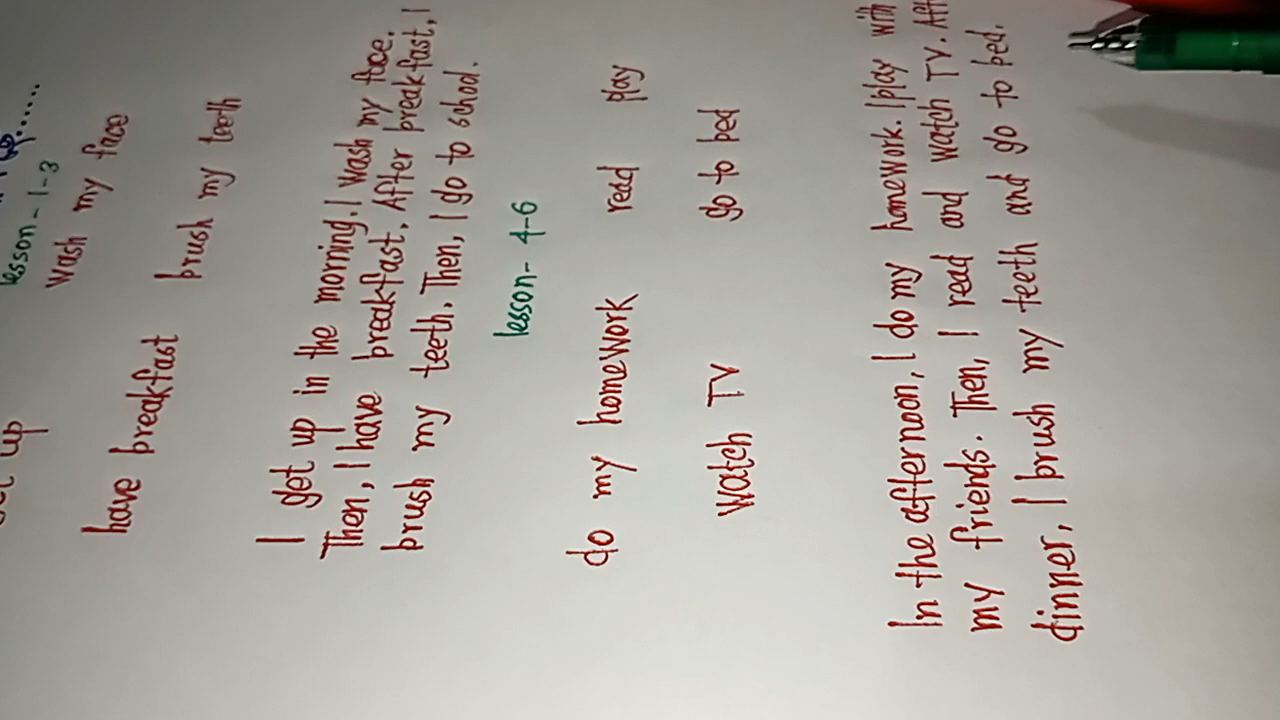 lesson - 1-3
up wash my face
have breakfast brush my teeth
I get up in the morning. I wash my face.
Then, I have breakfast. After breakfast, I
brush my teeth. Then, I go to school.
lesson- 4-6
do my homework read play
watch TV go to bed
In the afternoon, I do my homework. I play with
my friends. Then, I read and watch TV. Aft
dinner, I brush my teeth and go to bed.